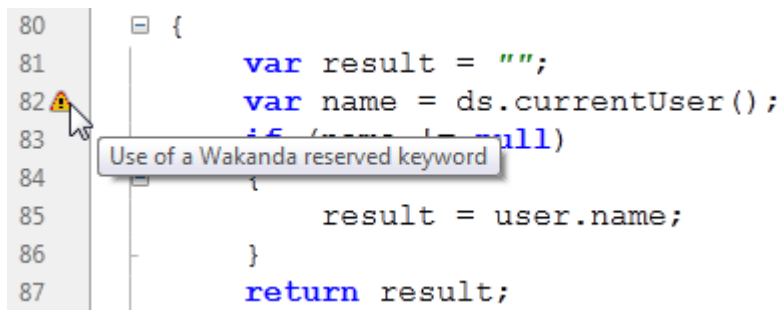 80 {
81 var result = "";
82 var name = ds.currentUser();
83 null)
Use of a Wakanda reserved keyword
84 {
85 result = user.name;
86 }
87 return result;